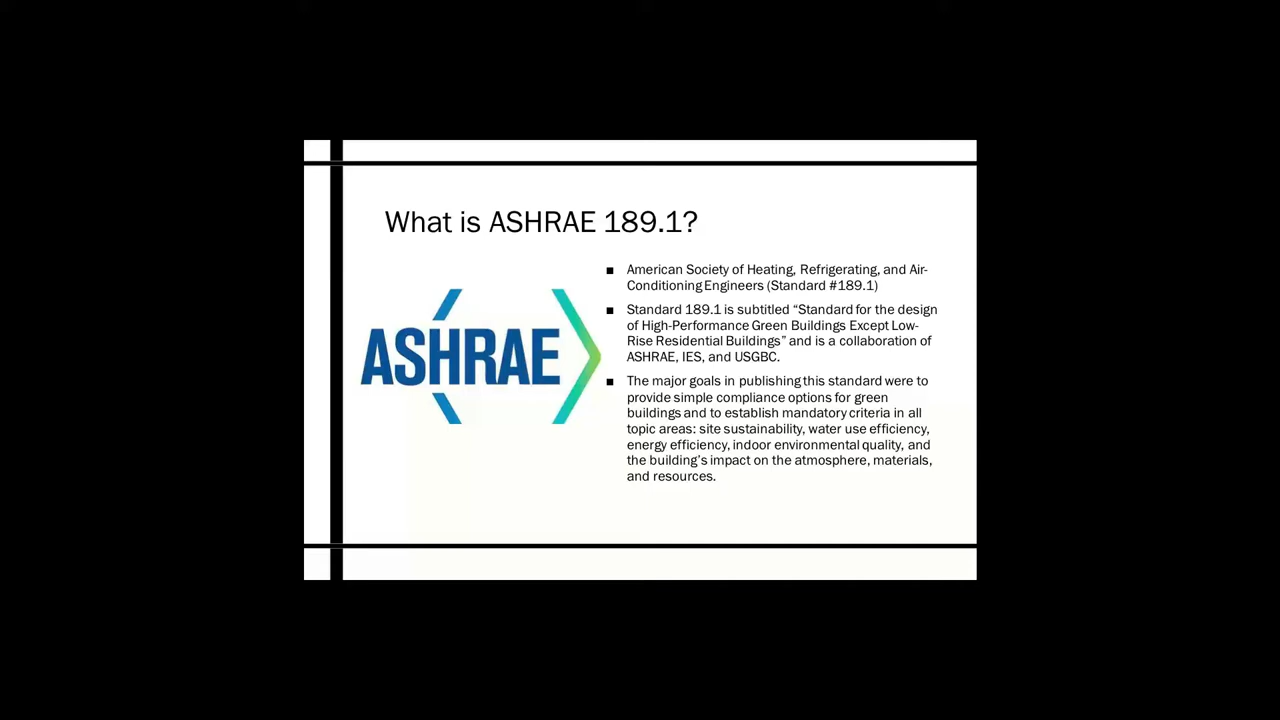 What is ASHRAE 189.1?
ASHRAE
■ American Society of Heating, Refrigerating, and Air-
Conditioning Engineers (Standard #189.1)
■ Standard 189.1 is subtitled “Standard for the design
of High-Performance Green Buildings Except Low-
Rise Residential Buildings” and is a collaboration of
ASHRAE, IES, and USGBC.
■ The major goals in publishing this standard were to
provide simple compliance options for green
buildings and to establish mandatory criteria in all
topic areas: site sustainability, water use efficiency,
energy efficiency, indoor environmental quality, and
the building’s impact on the atmosphere, materials,
and resources.